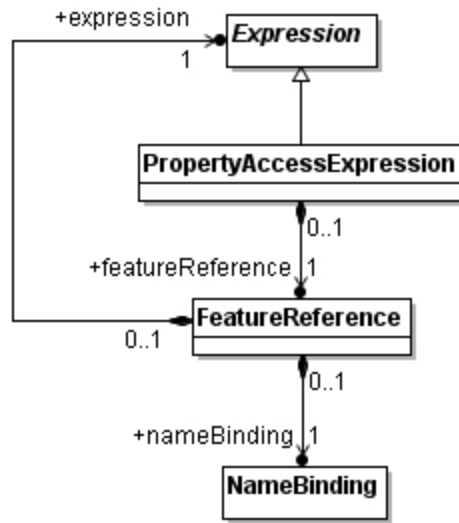 +expression
Expression
1
PropertyAccessExpression
0..1
+featureReference
1
FeatureReference
0..1
0..1
+nameBinding
1
NameBinding